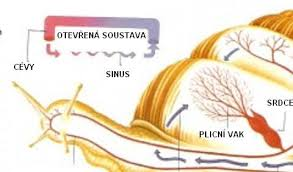 OTEVŘENÁ SOUSTAVA
CÉVY
SINUS
SRDCE
PLICNÍ VAK